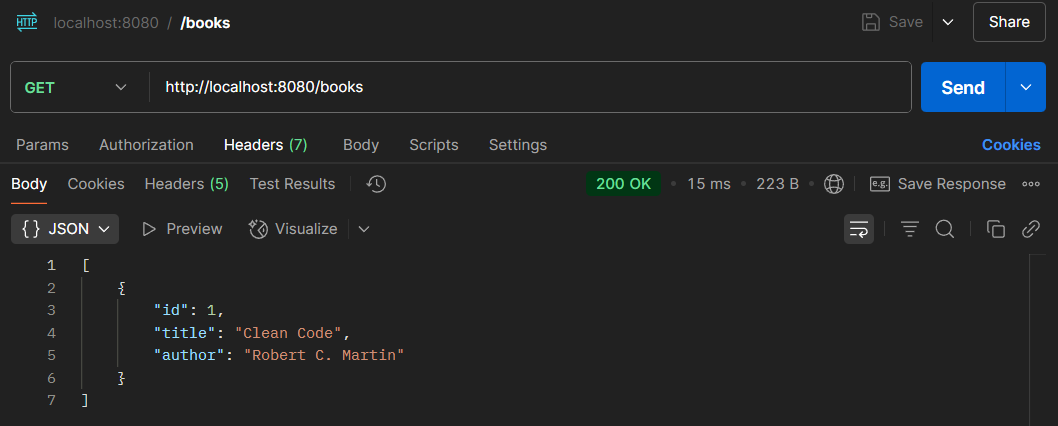 HTTP localhost:8080 / /books Save Share
GET http://localhost:8080/books Send
Params Authorization Headers (7) Body Scripts Settings Cookies
Body Cookies Headers (5) Test Results 200 OK • 15 ms • 223 B • e.g. Save Response
{} JSON Preview Visualize
1 [
2 {
3 "id": 1,
4 "title": "Clean Code",
5 "author": "Robert C. Martin"
6 }
7 ]